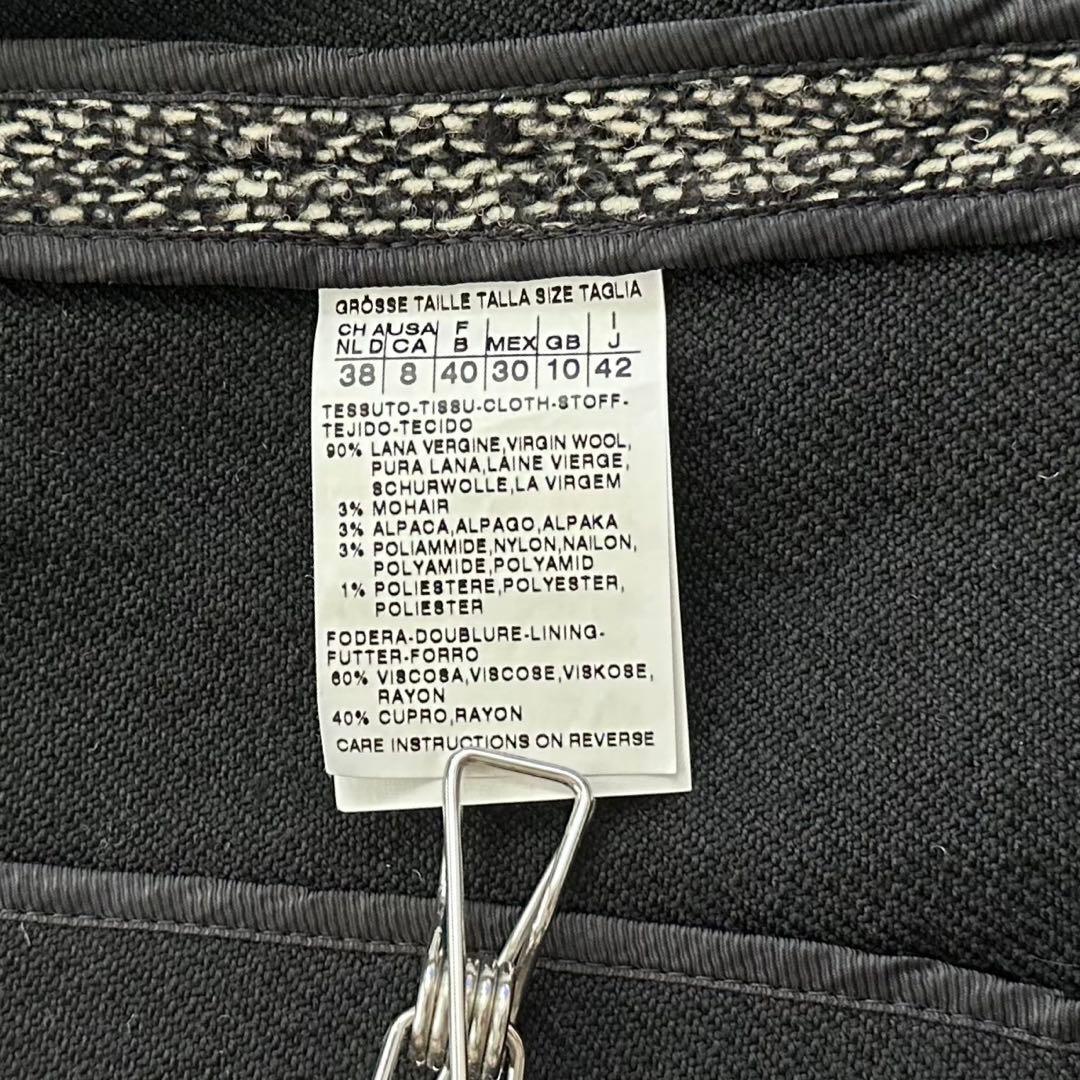 GRÖSSE TAILLE TALLA SIZE TAGLIA
CH A USA F I
NL D CA B MEX GB J
38 8 40 30 10 42
TESSUTO-TISSU-CLOTH-STOFF-
TEJIDO-TECIDO
90% LANA VERGINE,VIRGIN WOOL,
PURA LANA,LAINE VIERGE,
SCHURWOLLE,LA VIRGEM
3% MOHAIR
3% ALPACA,ALPAGO,ALPAKA
3% POLIAMMIDE,NYLON,NAILON,
POLYAMIDE,POLYAMID
1% POLIESTERE,POLYESTER,
POLIESTER
FODERA-DOUBLURE-LINING-
FUTTER-FORRO
60% VISCOSA,VISCOSE,VISKOSE,
RAYON
40% CUPRO,RAYON
CARE INSTRUCTIONS ON REVERSE